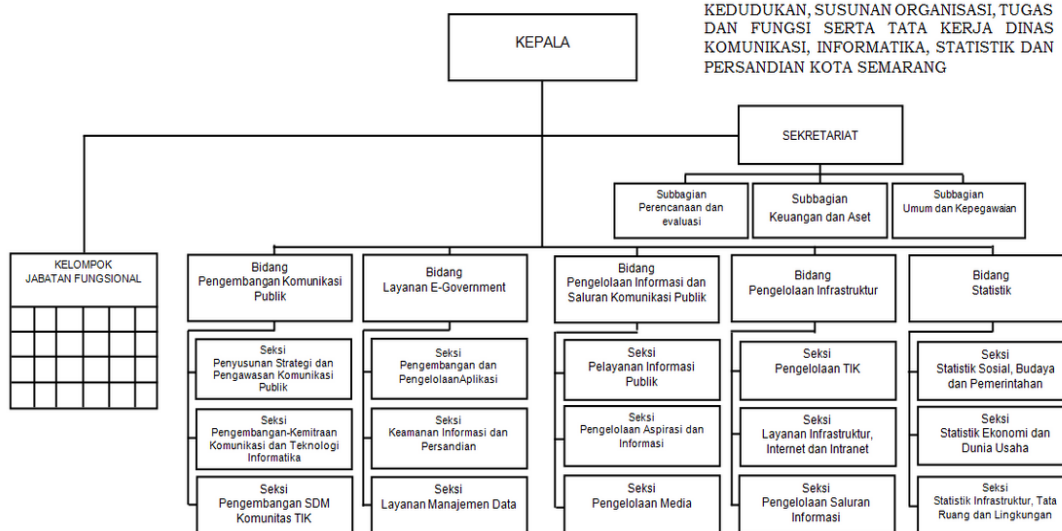 KEDUDUKAN, SUSUNAN ORGANISASI, TUGAS
DAN FUNGSI SERTA TATA KERJA DINAS
KOMUNIKASI, INFORMATIKA, STATISTIK DAN
PERSANDIAN KOTA SEMARANG
KEPALA
SEKRETARIAT
Subbagian
Perencanaan dan
evaluasi
Subbagian
Keuangan dan Aset
Subbagian
Umum dan Kepegawaian
KELOMPOK
JABATAN FUNGSIONAL
Bidang
Pengembangan Komunikasi
Publik
Bidang
Layanan E-Government
Bidang
Pengelolaan Informasi dan
Saluran Komunikasi Publik
Bidang
Pengelolaan Infrastruktur
Bidang
Statistik
Seksi
Penyusunan Strategi dan
Pengawasan Komunikasi
Publik
Seksi
Pengembangan dan
PengelolaanAplikasi
Seksi
Pelayanan Informasi
Publik
Seksi
Pengelolaan TIK
Seksi
Statistik Sosial, Budaya
dan Pemerintahan
Seksi
Pengembangan-Kemitraan
Komunikasi dan Teknologi
Informatika
Seksi
Keamanan Informasi dan
Persandian
Seksi
Pengelolaan Aspirasi dan
Informasi
Seksi
Layanan Infrastruktur,
Internet dan Intranet
Seksi
Statistik Ekonomi dan
Dunia Usaha
Seksi
Pengembangan SDM
Komunitas TIK
Seksi
Layanan Manajemen Data
Seksi
Pengelolaan Media
Seksi
Pengelolaan Saluran
Informasi
Seksi
Statistik Infrastruktur, Tata
Ruang dan Lingkungan